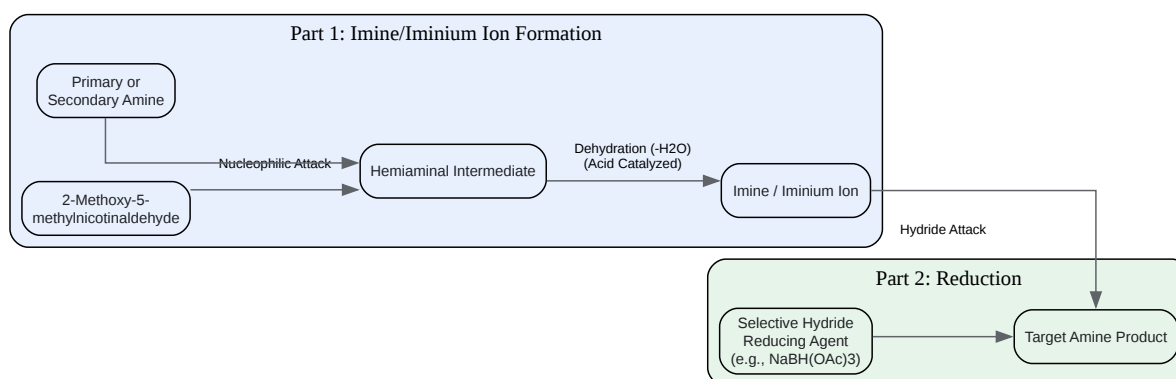 Part 1: Imine/Iminium Ion Formation
Primary or
Secondary Amine
Nucleophilic Attack
2-Methoxy-5-
methylnicotinaldehyde
Hemiaminal Intermediate
Dehydration (-H2O)
(Acid Catalyzed)
Imine / Iminium Ion
Hydride Attack
Part 2: Reduction
Selective Hydride
Reducing Agent
(e.g., NaBH(OAc)3)
Target Amine Product